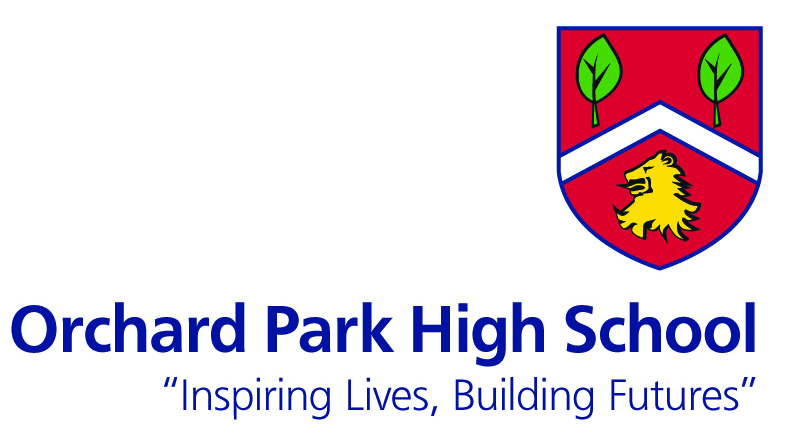 Orchard Park High School
“Inspiring Lives, Building Futures”